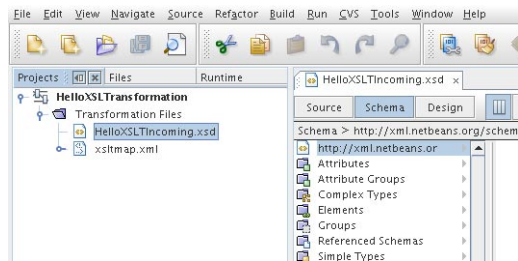 File Edit View Navigate Source Refactor Build Run CVS Tools Window Help
Projects Files Runtime
HelloXSLTransformation
Transformation Files
HelloXSLTIncoming.xsd
xsltmap.xml
HelloXSLTIncoming.xsd
Source Schema Design
Schema > http://xml.netbeans.org/schem
http://xml.netbeans.or
Attributes
Attribute Groups
Complex Types
Elements
Groups
Referenced Schemas
Simple Types